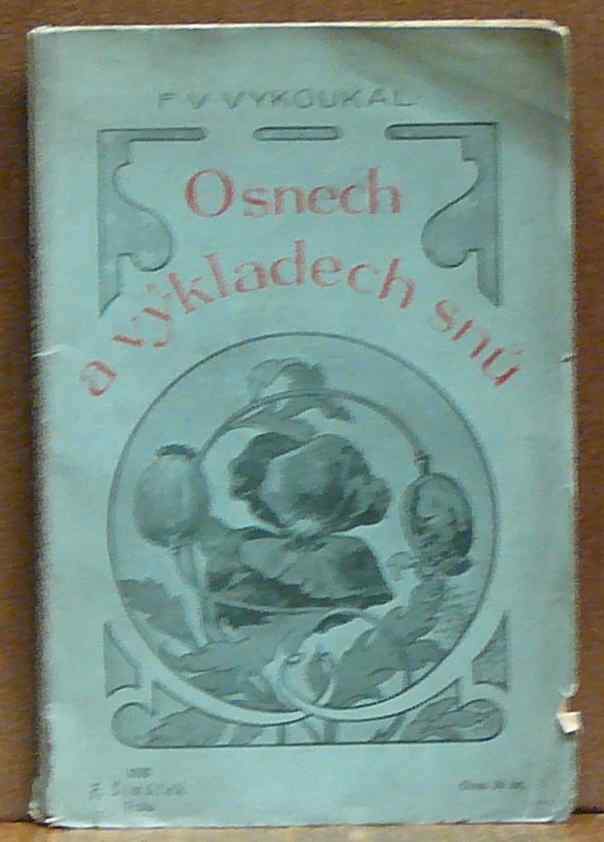 F. V. VYKOUKAL
O snech
a výkladech snů